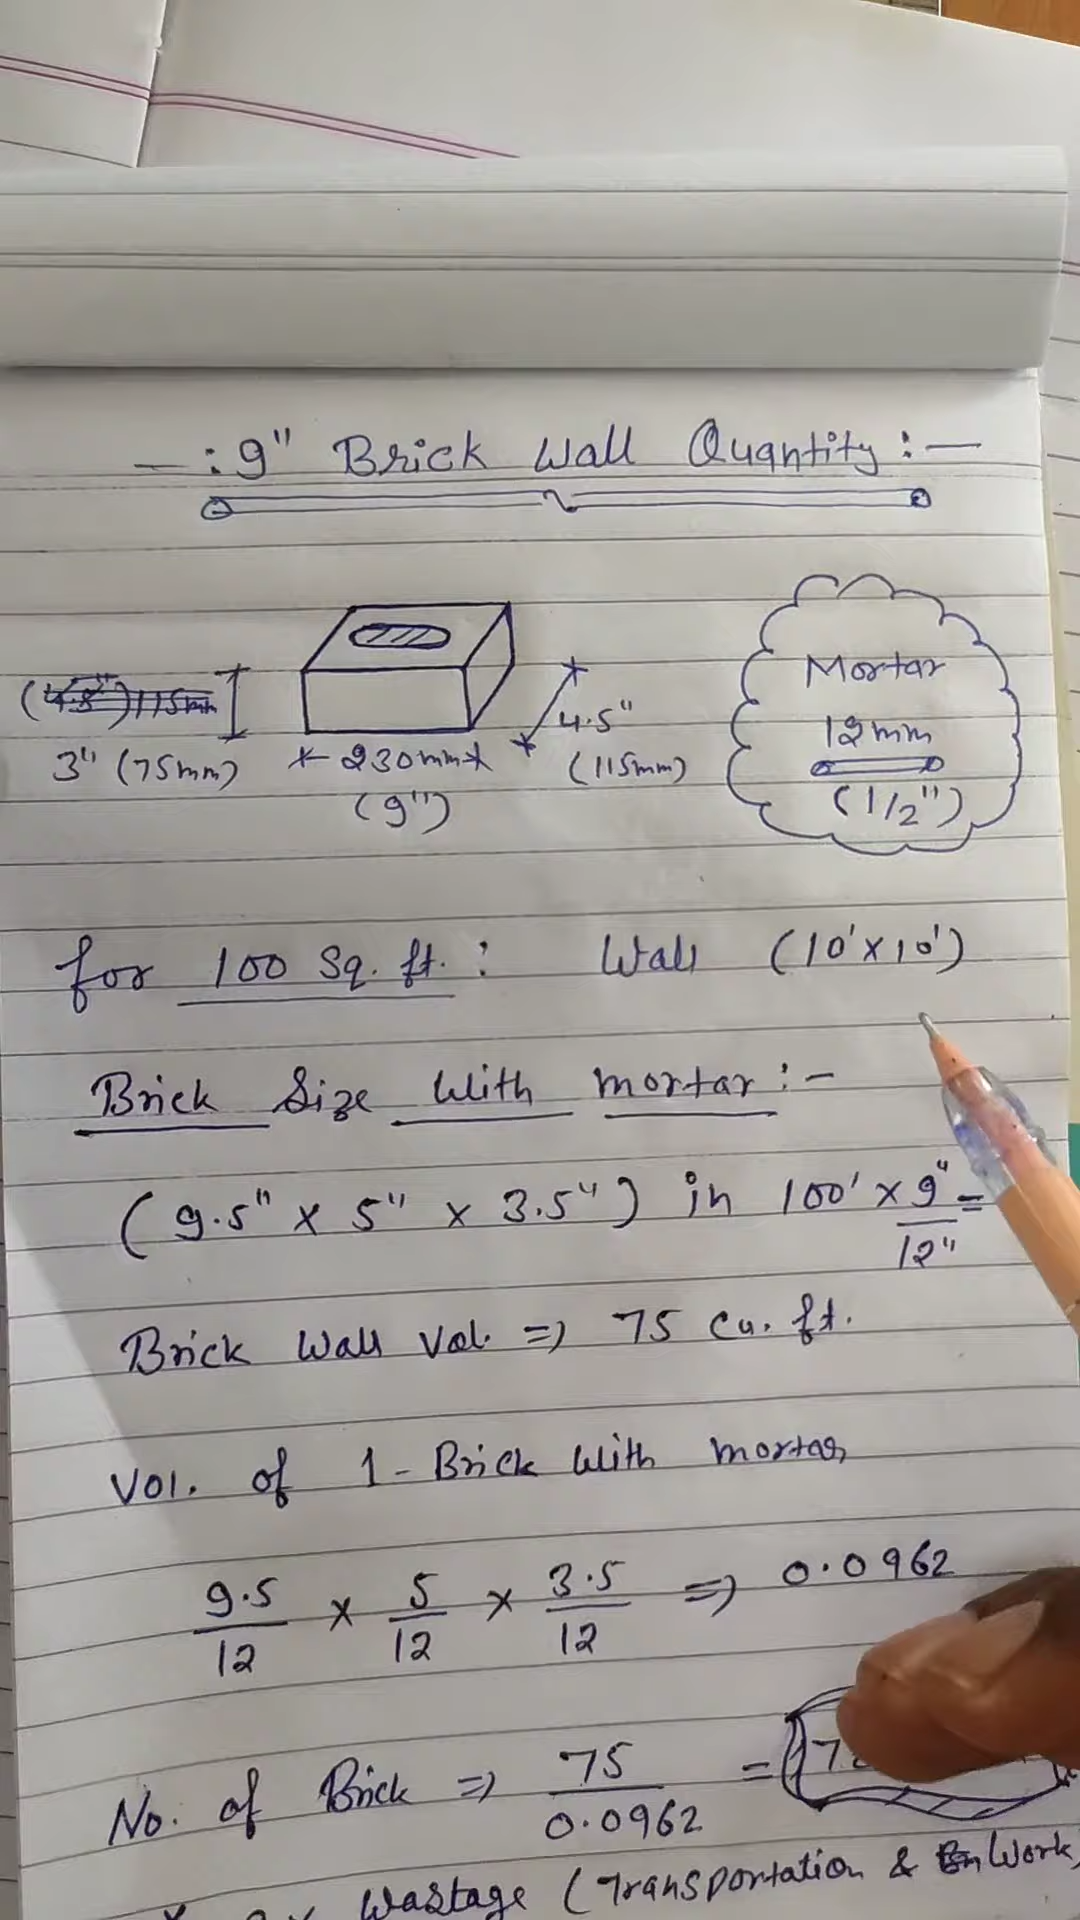 -: 9" Brick Wall Quantity :-
3" (75mm)
230mm
(9")
4.5"
(115mm)
Mortar
12mm
(1/2")
for 100 Sq. ft. : Wall (10'x10')
Brick Size With mortar :-
(9.5" x 5" x 3.5") in 100' x 9"/12" =
Brick Wall Vol. => 75 Cu. ft.
Vol. of 1 - Brick With mortar
9.5/12 x 5/12 x 3.5/12 => 0.0962
No. of Brick => 75/0.0962 =
Wastage (Transportation & Work